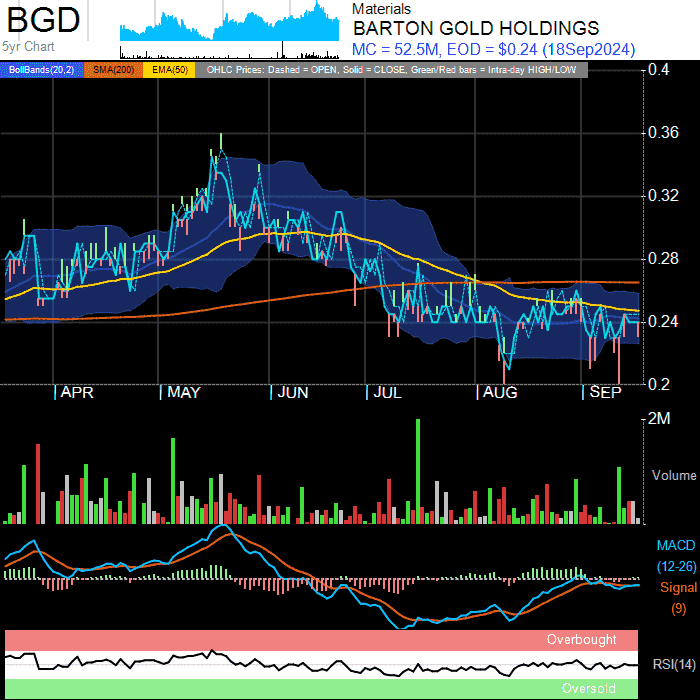 BGD
5yr Chart
Materials
BARTON GOLD HOLDINGS
MC = 52.5M, EOD = $0.24 (18Sep2024)
BollBands(20,2) SMA(200) EMA(50) OHLC Prices: Dashed = OPEN, Solid = CLOSE, Green/Red bars = Intra-day HIGH/LOW
0.4
0.36
0.32
0.28
0.24
0.2
APR MAY JUN JUL AUG SEP
2M
Volume
MACD
(12-26)
Signal
(9)
Overbought
RSI(14)
Oversold